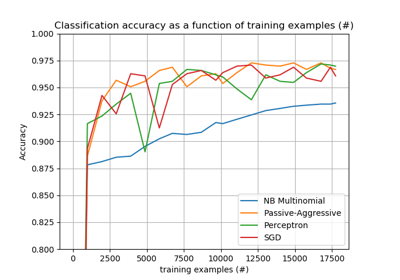 Classification accuracy as a function of training examples (#)
1.000
0.975
0.950
0.925
0.900
0.875
0.850
0.825
0.800
Accuracy
NB Multinomial
Passive-Aggressive
Perceptron
SGD
0 2500 5000 7500 10000 12500 15000 17500
training examples (#)